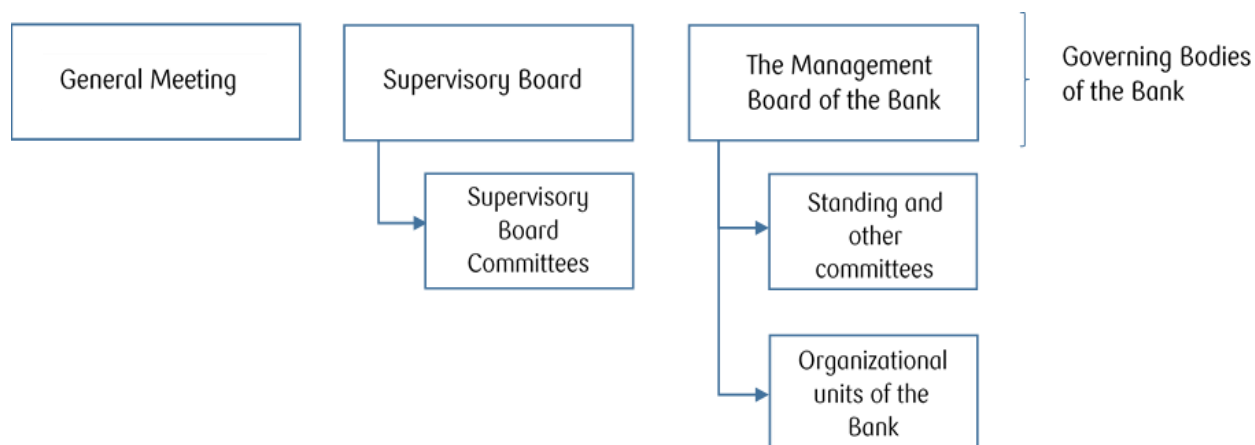 General Meeting
Supervisory Board
The Management
Board of the Bank
Governing Bodies
of the Bank
Supervisory
Board
Committees
Standing and
other
committees
Organizational
units of the
Bank